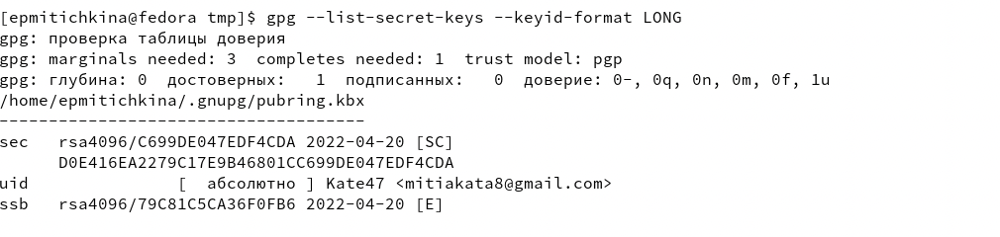 [epmitichkina@fedora tmp]$ gpg --list-secret-keys --keyid-format LONG
gpg: проверка таблицы доверия
gpg: marginals needed: 3  completes needed: 1  trust model: pgp
gpg: глубина: 0  достоверных:   1  подписанных:   0  доверие: 0-, 0q, 0n, 0m, 0f, 1u
/home/epmitichkina/.gnupg/pubring.kbx
-------------------------------------
sec   rsa4096/C699DE047EDF4CDA 2022-04-20 [SC]
      D0E416EA2279C17E9B46801CC699DE047EDF4CDA
uid               [  абсолютно ] Kate47 <mitiakata8@gmail.com>
ssb   rsa4096/79C81C5CA36F0FB6 2022-04-20 [E]